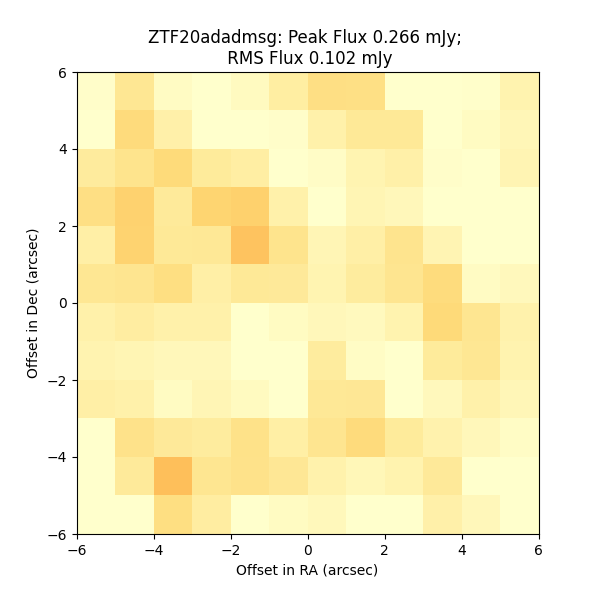 ZTF20adadmsg: Peak Flux 0.266 mJy;
RMS Flux 0.102 mJy
6
4
2
0
−2
−4
−6
Offset in Dec (arcsec)
−6 −4 −2 0 2 4 6
Offset in RA (arcsec)